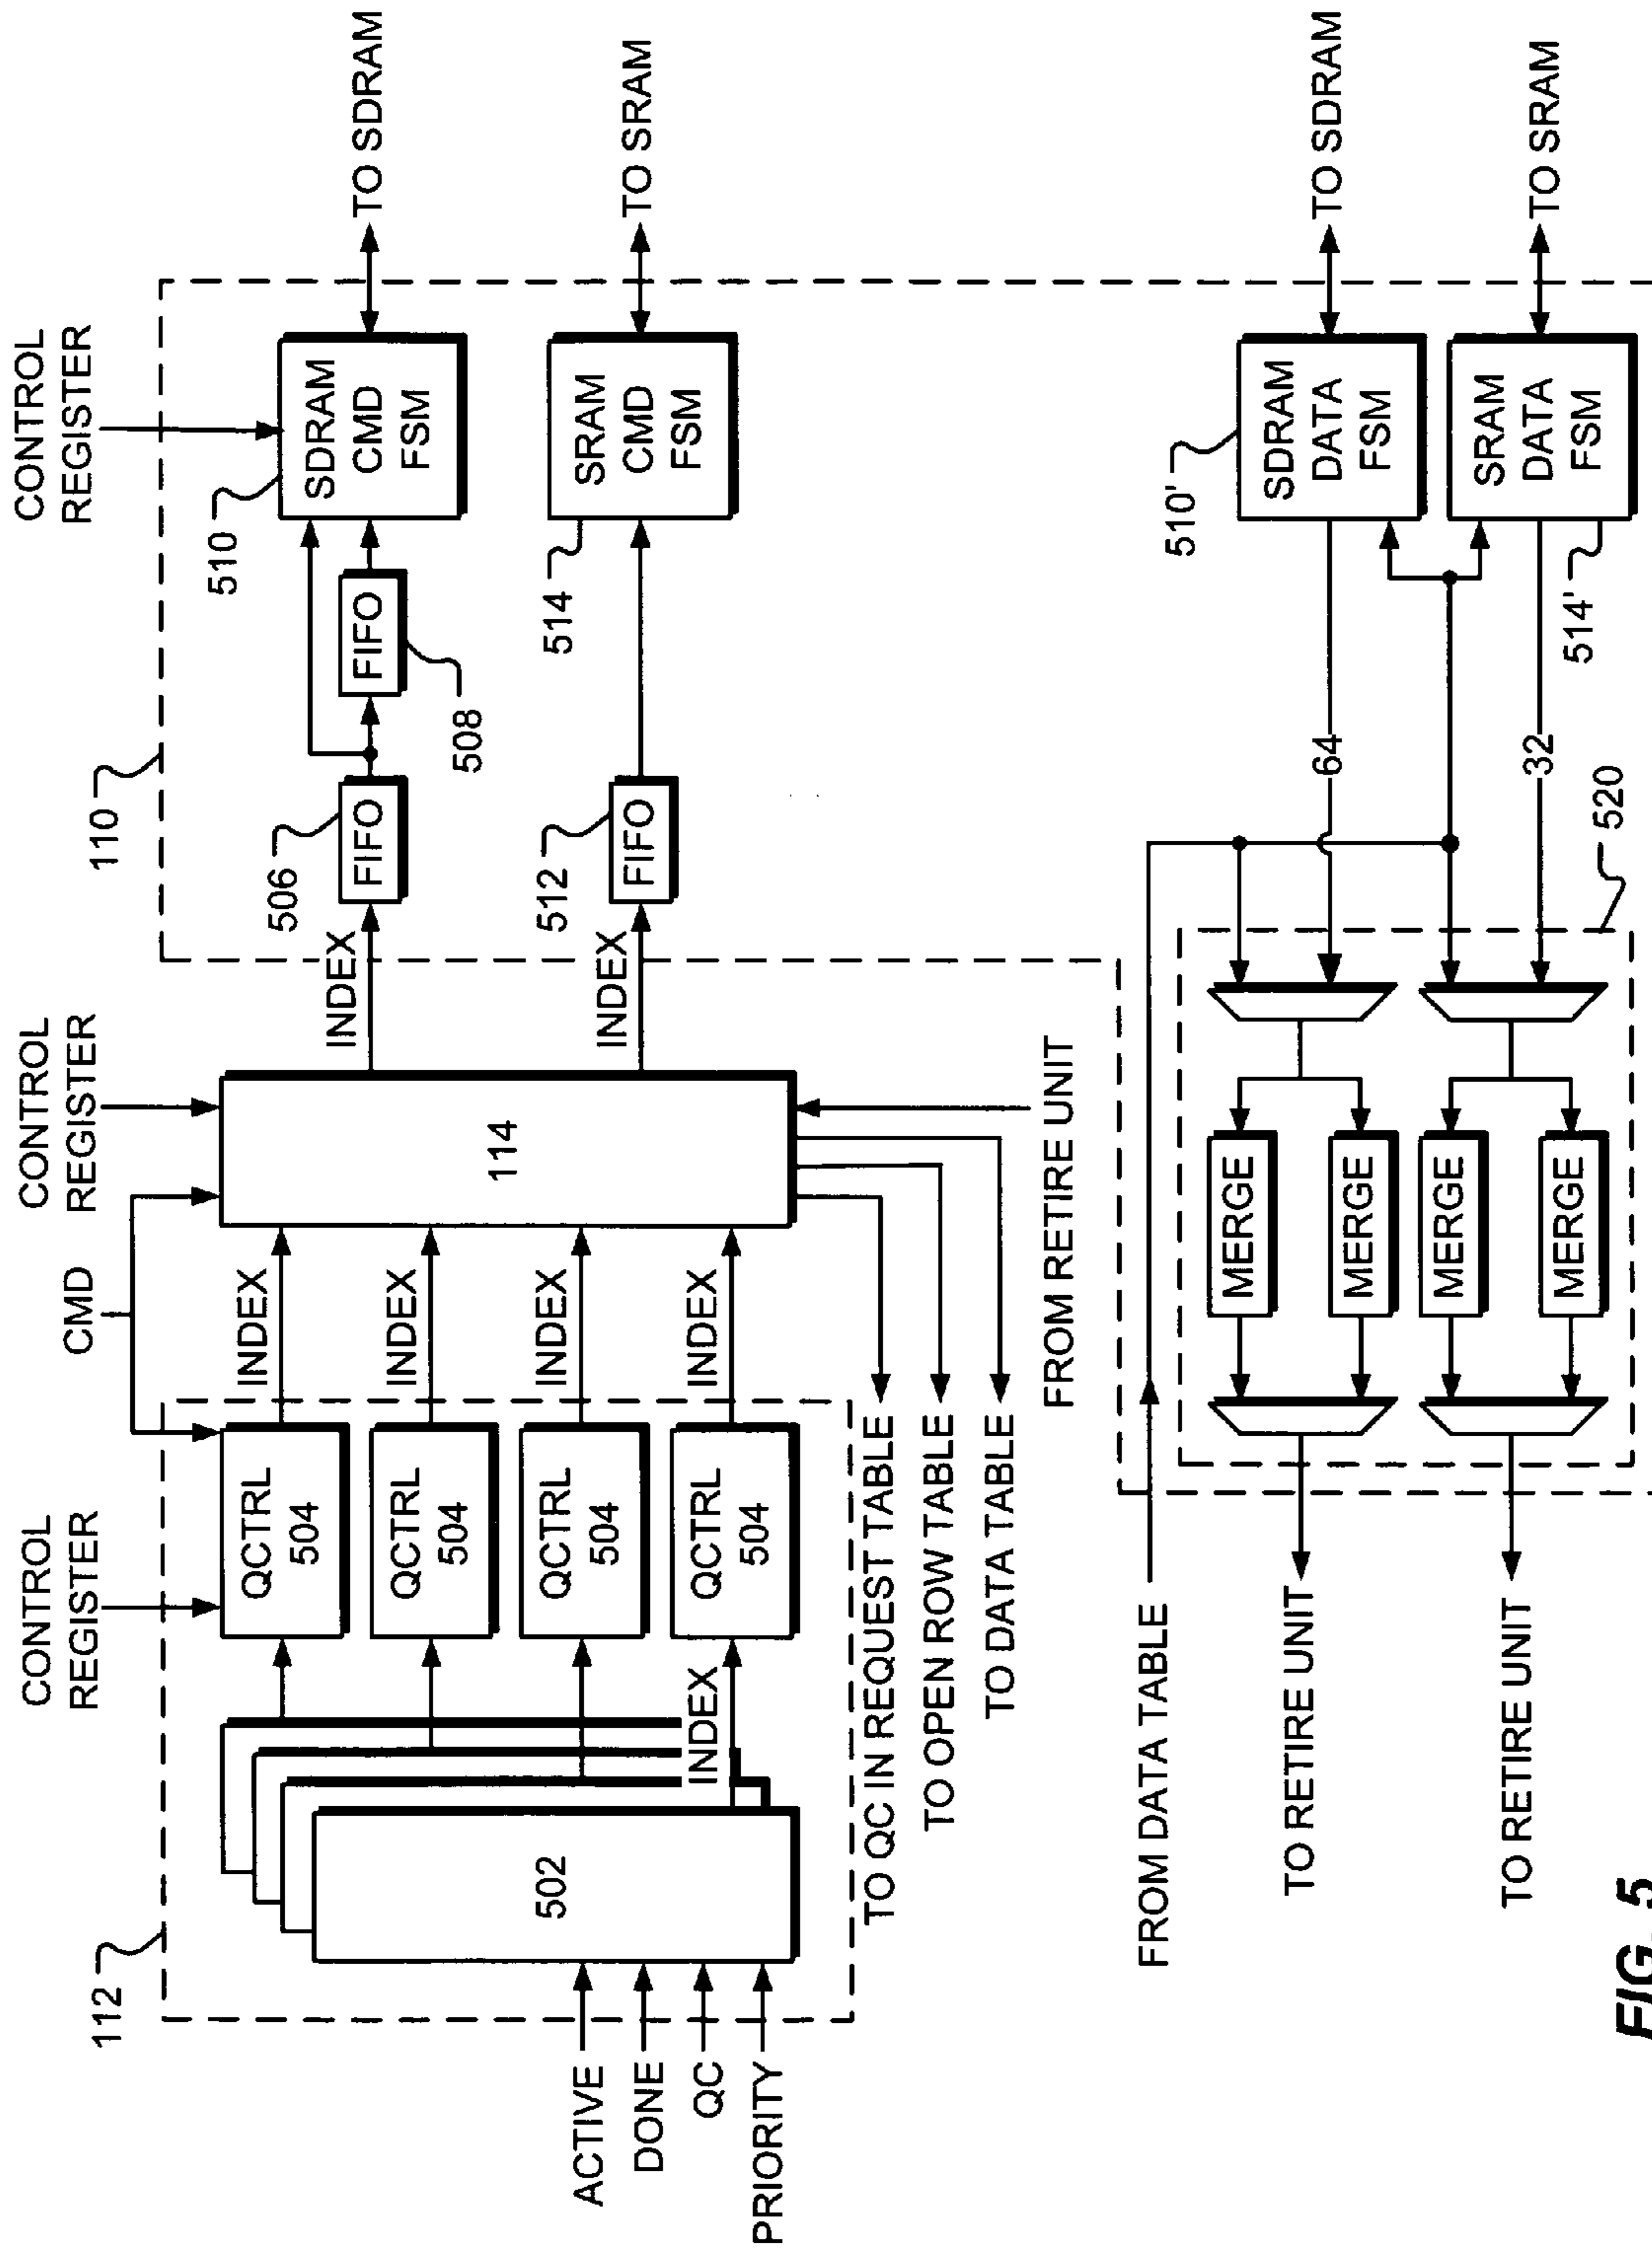 CONTROL
REGISTER
CMD
CONTROL
REGISTER
CONTROL
REGISTER
112
110
ACTIVE
DONE
QC
PRIORITY
502
INDEX
QCTRL
504
QCTRL
504
QCTRL
504
QCTRL
504
INDEX
INDEX
INDEX
INDEX
114
INDEX
INDEX
506
FIFO
FIFO
508
510
SDRAM
CMD
FSM
TO SDRAM
512
FIFO
514
SRAM
CMD
FSM
TO SRAM
TO QC IN REQUEST TABLE
TO OPEN ROW TABLE
TO DATA TABLE
FROM RETIRE UNIT
FROM DATA TABLE
TO RETIRE UNIT
TO RETIRE UNIT
MERGE
MERGE
MERGE
MERGE
520
64
32
510'
SDRAM
DATA
FSM
TO SDRAM
514'
SRAM
DATA
FSM
TO SRAM
FIG. 5